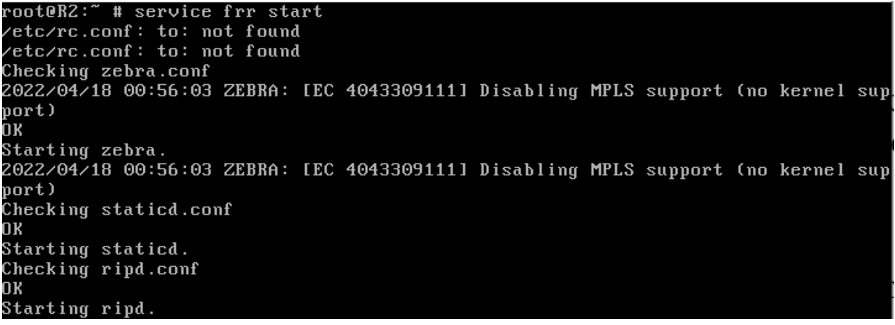 root@R2:~ # service frr start
/etc/rc.conf: to: not found
/etc/rc.conf: to: not found
Checking zebra.conf
2022/04/18 00:56:03 ZEBRA: [EC 4043309111] Disabling MPLS support (no kernel sup
port)
OK
Starting zebra.
2022/04/18 00:56:03 ZEBRA: [EC 4043309111] Disabling MPLS support (no kernel sup
port)
Checking staticd.conf
OK
Starting staticd.
Checking ripd.conf
OK
Starting ripd.